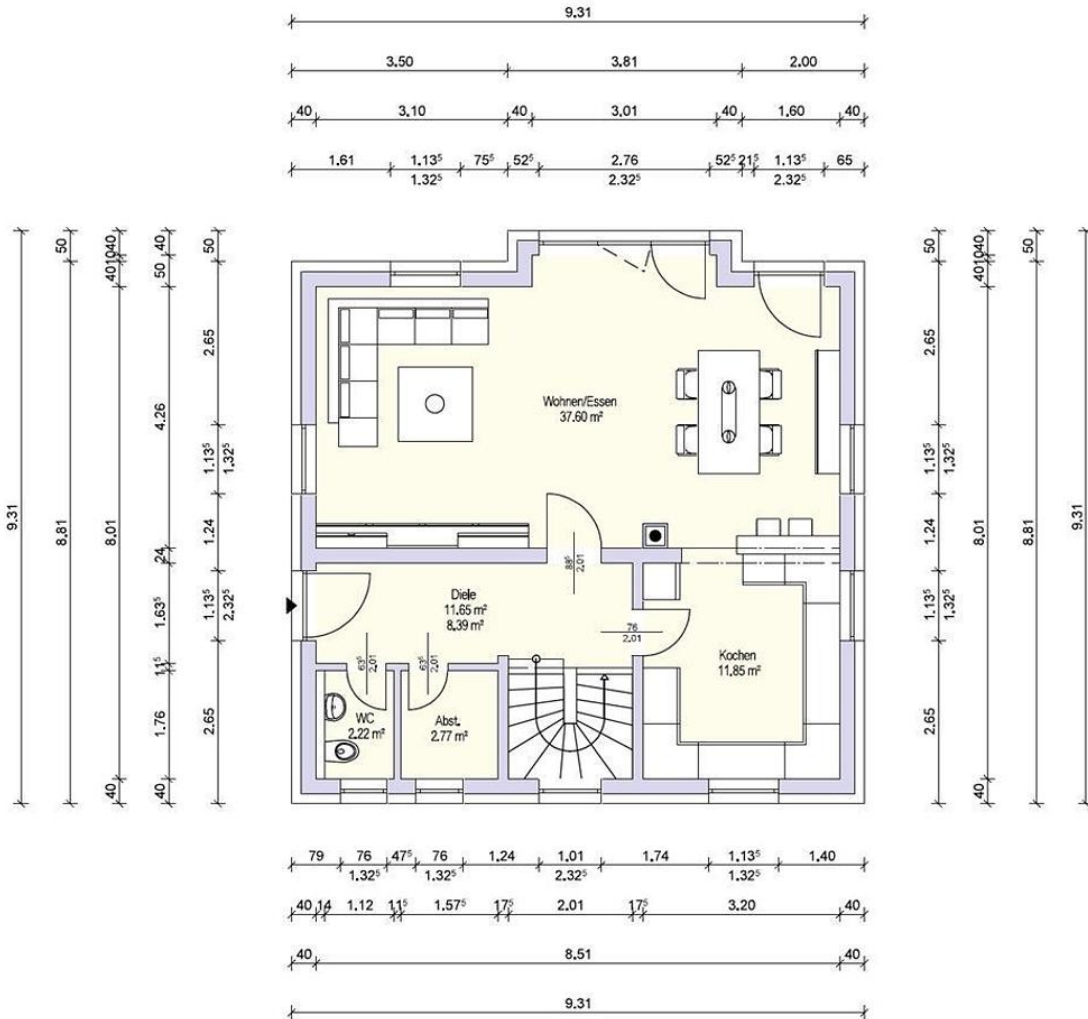 9.31
3.50 3.81 2.00
40 3.10 40 3.01 40 1.60 40
1.61 1.13⁵ 75⁵ 52⁵ 2.76 52⁵ 21⁵ 1.13⁵ 65
1.32⁵ 2.32⁵ 2.32⁵
9.31
50 8.81
40 10 40 8.01 40
40 50 4.26 24 1.63⁵ 11⁵ 1.76 40
50 2.65 1.13⁵ 1.24 1.13⁵ 2.65
1.32⁵ 2.32⁵
Wohnen/Essen
37.60 m²
88⁵
2.01
Diele
11.65 m²
8.39 m²
76
2.01
63⁵
2.01
63⁵
2.01
Kochen
11.85 m²
WC
2.22 m²
Abst.
2.77 m²
50 2.65 1.13⁵ 1.24 1.13⁵ 2.65
1.32⁵ 1.32⁵
40 10 40 8.01 40
50 8.81
9.31
79 76 47⁵ 76 1.24 1.01 1.74 1.13⁵ 1.40
1.32⁵ 1.32⁵ 2.32⁵ 1.32⁵
40 14 1.12 11⁵ 1.57⁵ 17⁵ 2.01 17⁵ 3.20 40
40 8.51 40
9.31